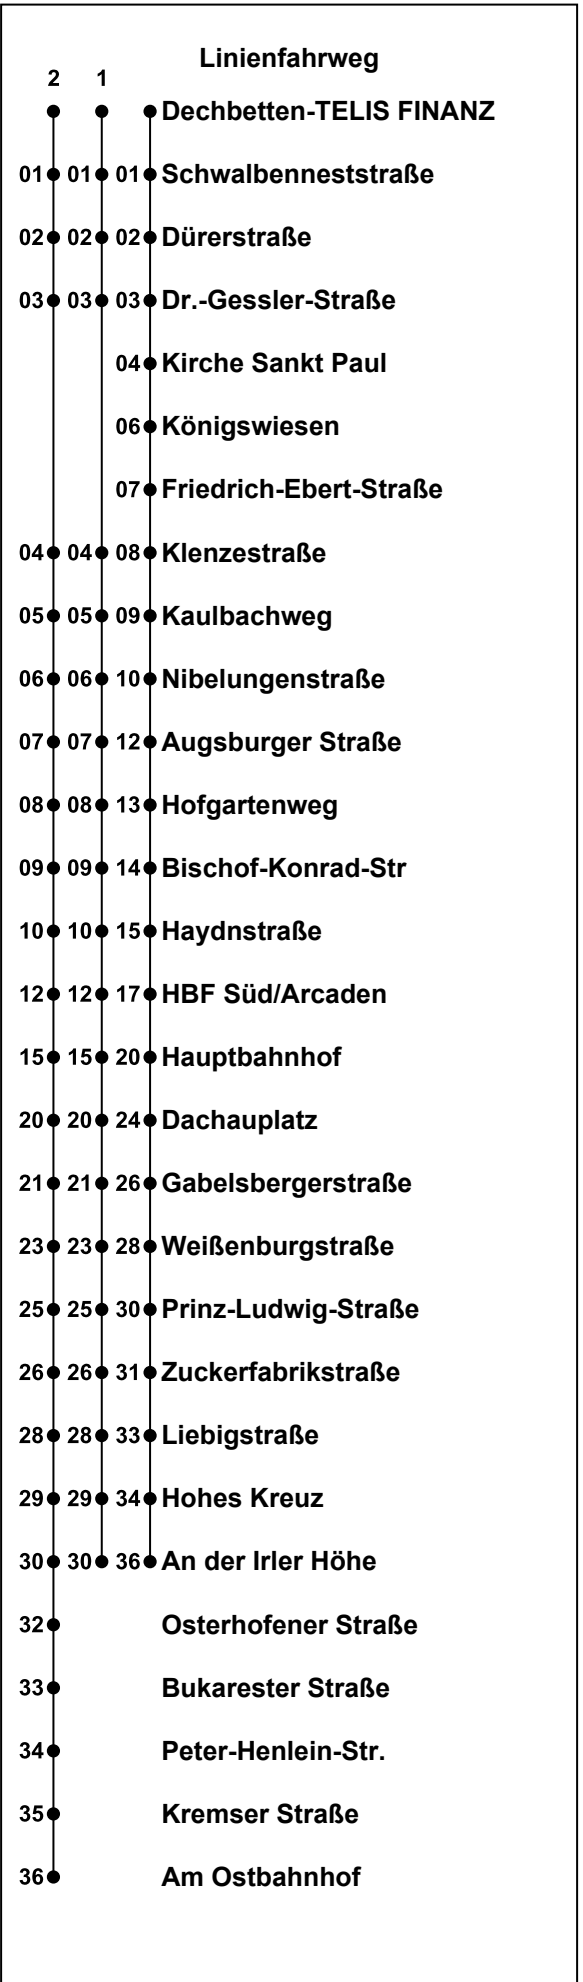 Linienfahrweg
2 1
Dechbetten-TELIS FINANZ
01 01 01 Schwalbenneststraße
02 02 02 Dürerstraße
03 03 03 Dr.-Gessler-Straße
04 Kirche Sankt Paul
06 Königswiesen
07 Friedrich-Ebert-Straße
04 04 08 Klenzestraße
05 05 09 Kaulbachweg
06 06 10 Nibelungenstraße
07 07 12 Augsburger Straße
08 08 13 Hofgartenweg
09 09 14 Bischof-Konrad-Str
10 10 15 Haydnstraße
12 12 17 HBF Süd/Arcaden
15 15 20 Hauptbahnhof
20 20 24 Dachauplatz
21 21 26 Gabelsbergerstraße
23 23 28 Weißenburgstraße
25 25 30 Prinz-Ludwig-Straße
26 26 31 Zuckerfabrikstraße
28 28 33 Liebigstraße
29 29 34 Hohes Kreuz
30 30 36 An der Irler Höhe
32 Osterhofener Straße
33 Bukarester Straße
34 Peter-Henlein-Str.
35 Kremser Straße
36 Am Ostbahnhof